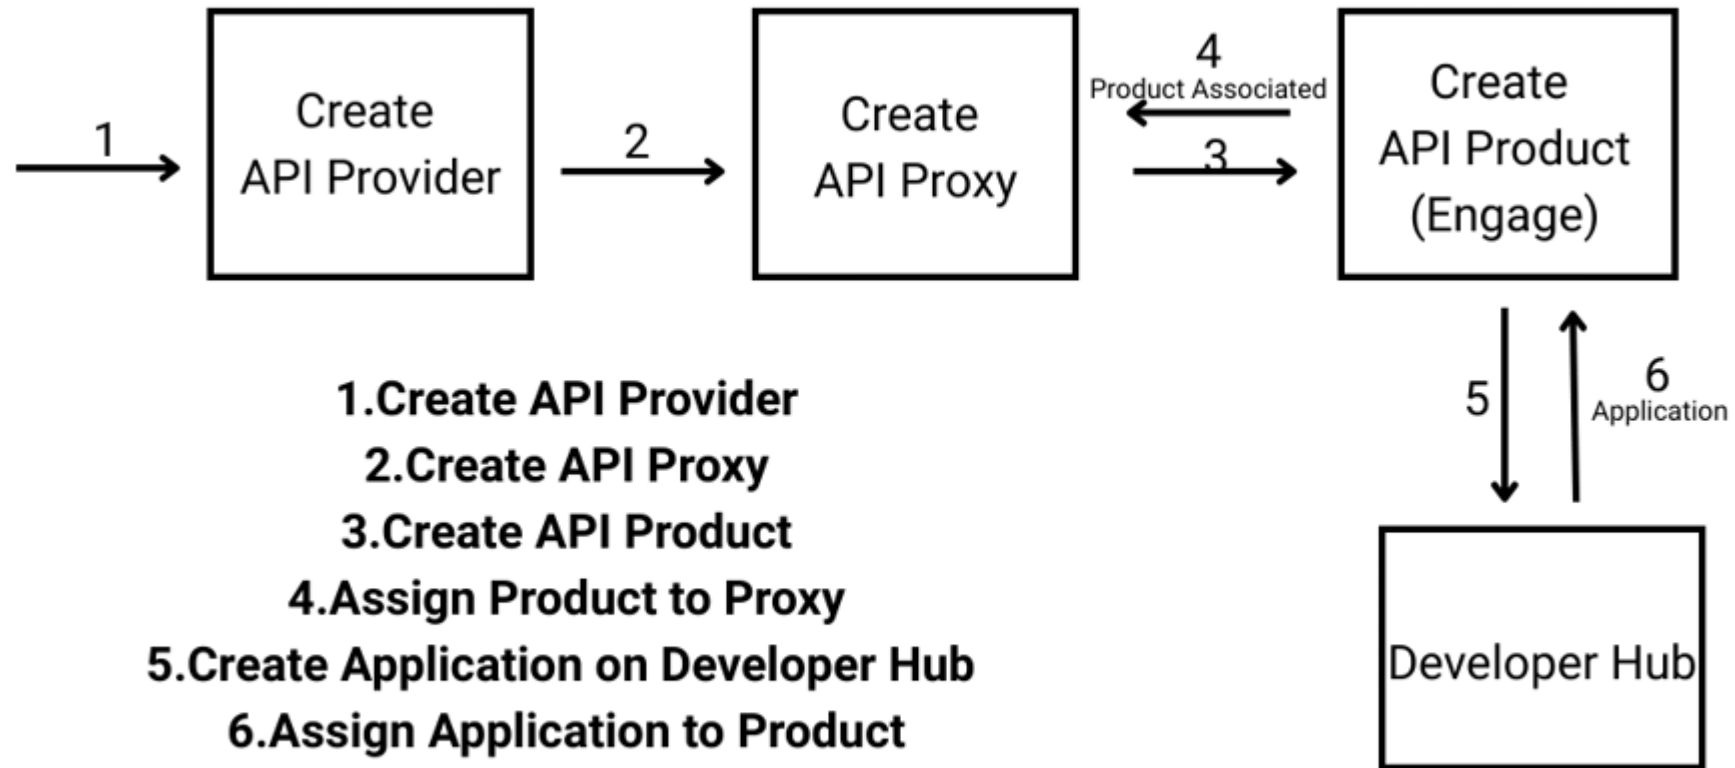 1
Create
API Provider
2
Create
API Proxy
4
Product Associated
3
Create
API Product
(Engage)
5
6
Application
Developer Hub
1.Create API Provider
2.Create API Proxy
3.Create API Product
4.Assign Product to Proxy
5.Create Application on Developer Hub
6.Assign Application to Product